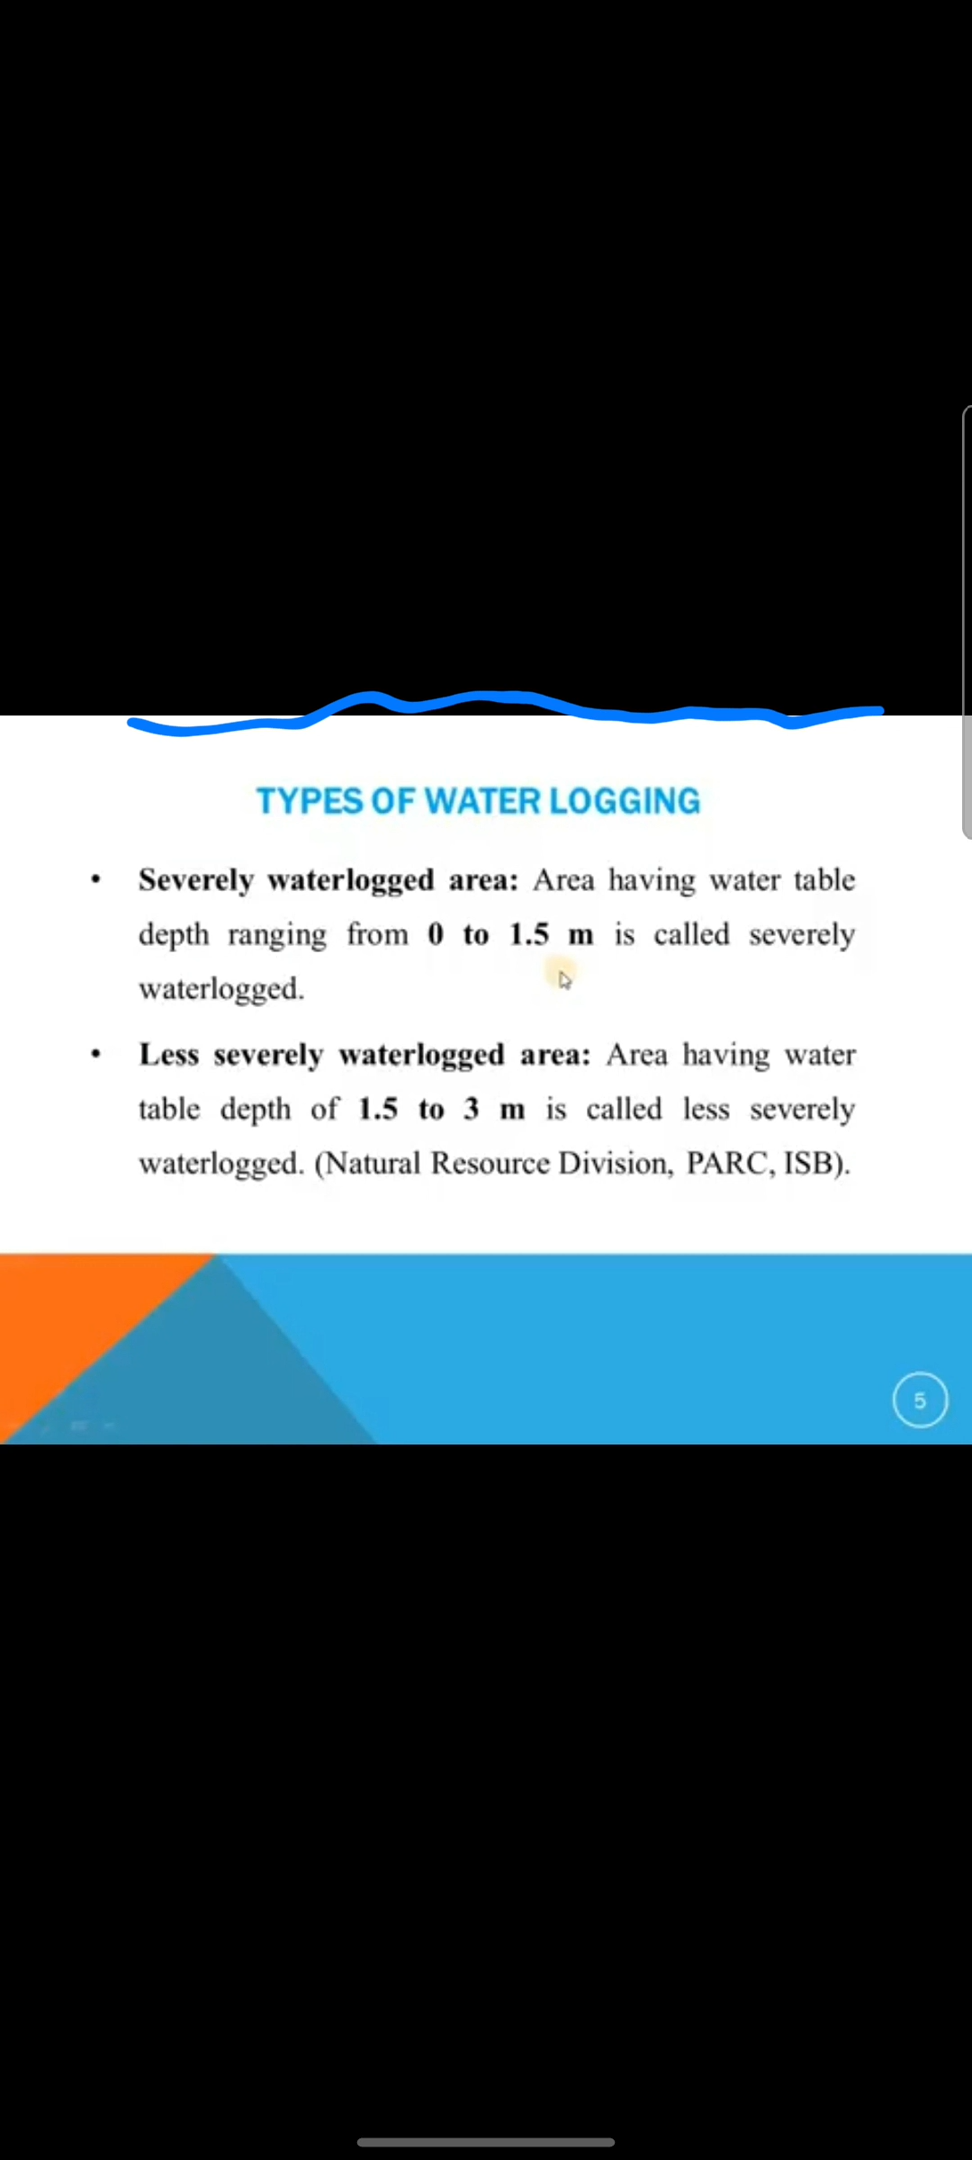 TYPES OF WATER LOGGING
• Severely waterlogged area: Area having water table
depth ranging from 0 to 1.5 m is called severely
waterlogged.
• Less severely waterlogged area: Area having water
table depth of 1.5 to 3 m is called less severely
waterlogged. (Natural Resource Division, PARC, ISB).
5